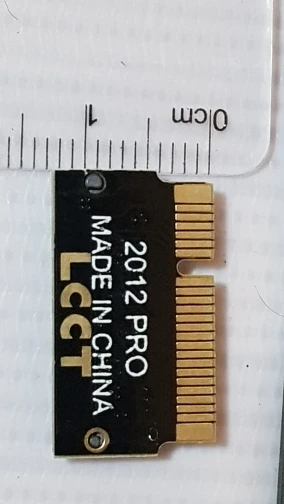 0cm
1
2012 PRO
MADE IN CHINA
LCCT